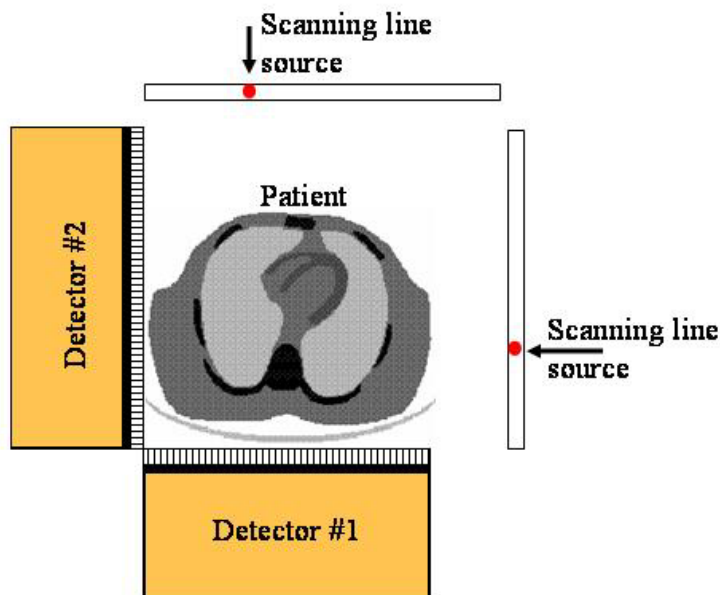 Scanning line
source
Patient
Detector #2
Scanning line
source
Detector #1